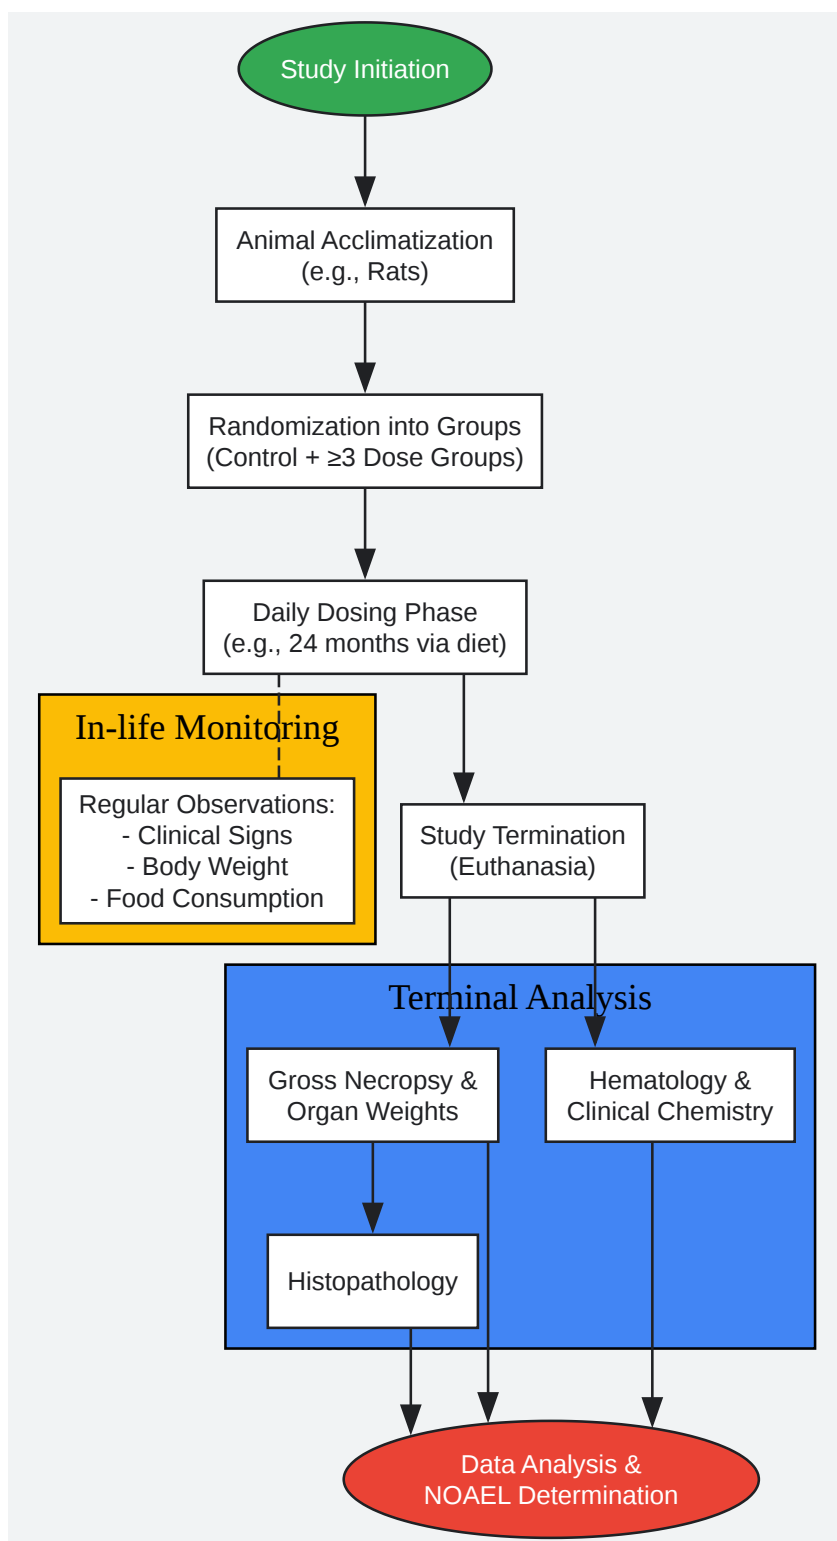 Study Initiation
Animal Acclimatization
(e.g., Rats)
Randomization into Groups
(Control + ≥3 Dose Groups)
Daily Dosing Phase
(e.g., 24 months via diet)
In-life Monitoring
Regular Observations:
- Clinical Signs
- Body Weight
- Food Consumption
Study Termination
(Euthanasia)
Terminal Analysis
Gross Necropsy &
Organ Weights
Hematology &
Clinical Chemistry
Histopathology
Data Analysis &
NOAEL Determination